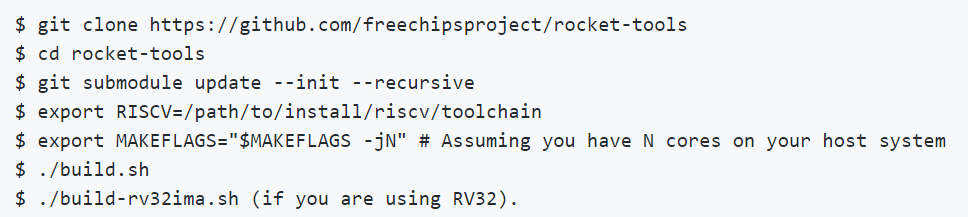 $ git clone https://github.com/freechipsproject/rocket-tools
$ cd rocket-tools
$ git submodule update --init --recursive
$ export RISCV=/path/to/install/riscv/toolchain
$ export MAKEFLAGS="$MAKEFLAGS -jN" # Assuming you have N cores on your host system
$ ./build.sh
$ ./build-rv32ima.sh (if you are using RV32).